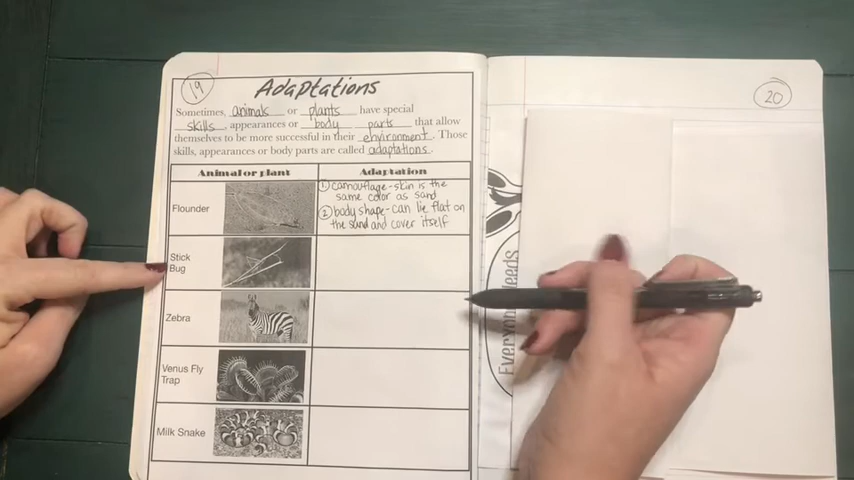 19
Adaptations
Sometimes, animals or plants have special
skills, appearances or body parts that allow
themselves to be more successful in their environment. Those
skills, appearances or body parts are called adaptations.
Animal or plant
Adaptation
Flounder
① camouflage-skin is the
same color as sand
② body shape-can lie flat on
the sand and cover itself
Stick
Bug
Zebra
Venus Fly
Trap
Milk Snake
20